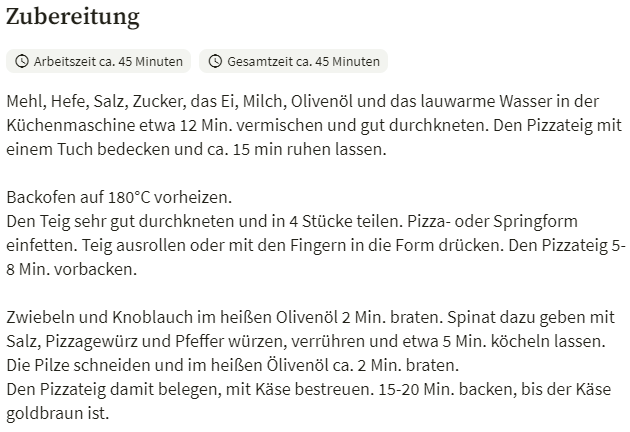 Zubereitung
Arbeitszeit ca. 45 Minuten
Gesamtzeit ca. 45 Minuten
Mehl, Hefe, Salz, Zucker, das Ei, Milch, Olivenöl und das lauwarme Wasser in der
Küchenmaschine etwa 12 Min. vermischen und gut durchkneten. Den Pizzateig mit
einem Tuch bedecken und ca. 15 min ruhen lassen.
Backofen auf 180°C vorheizen.
Den Teig sehr gut durchkneten und in 4 Stücke teilen. Pizza- oder Springform
einfetten. Teig ausrollen oder mit den Fingern in die Form drücken. Den Pizzateig 5-
8 Min. vorbacken.
Zwiebeln und Knoblauch im heißen Olivenöl 2 Min. braten. Spinat dazu geben mit
Salz, Pizzagewürz und Pfeffer würzen, verrühren und etwa 5 Min. köcheln lassen.
Die Pilze schneiden und im heißen Ölivenöl ca. 2 Min. braten.
Den Pizzateig damit belegen, mit Käse bestreuen. 15-20 Min. backen, bis der Käse
goldbraun ist.